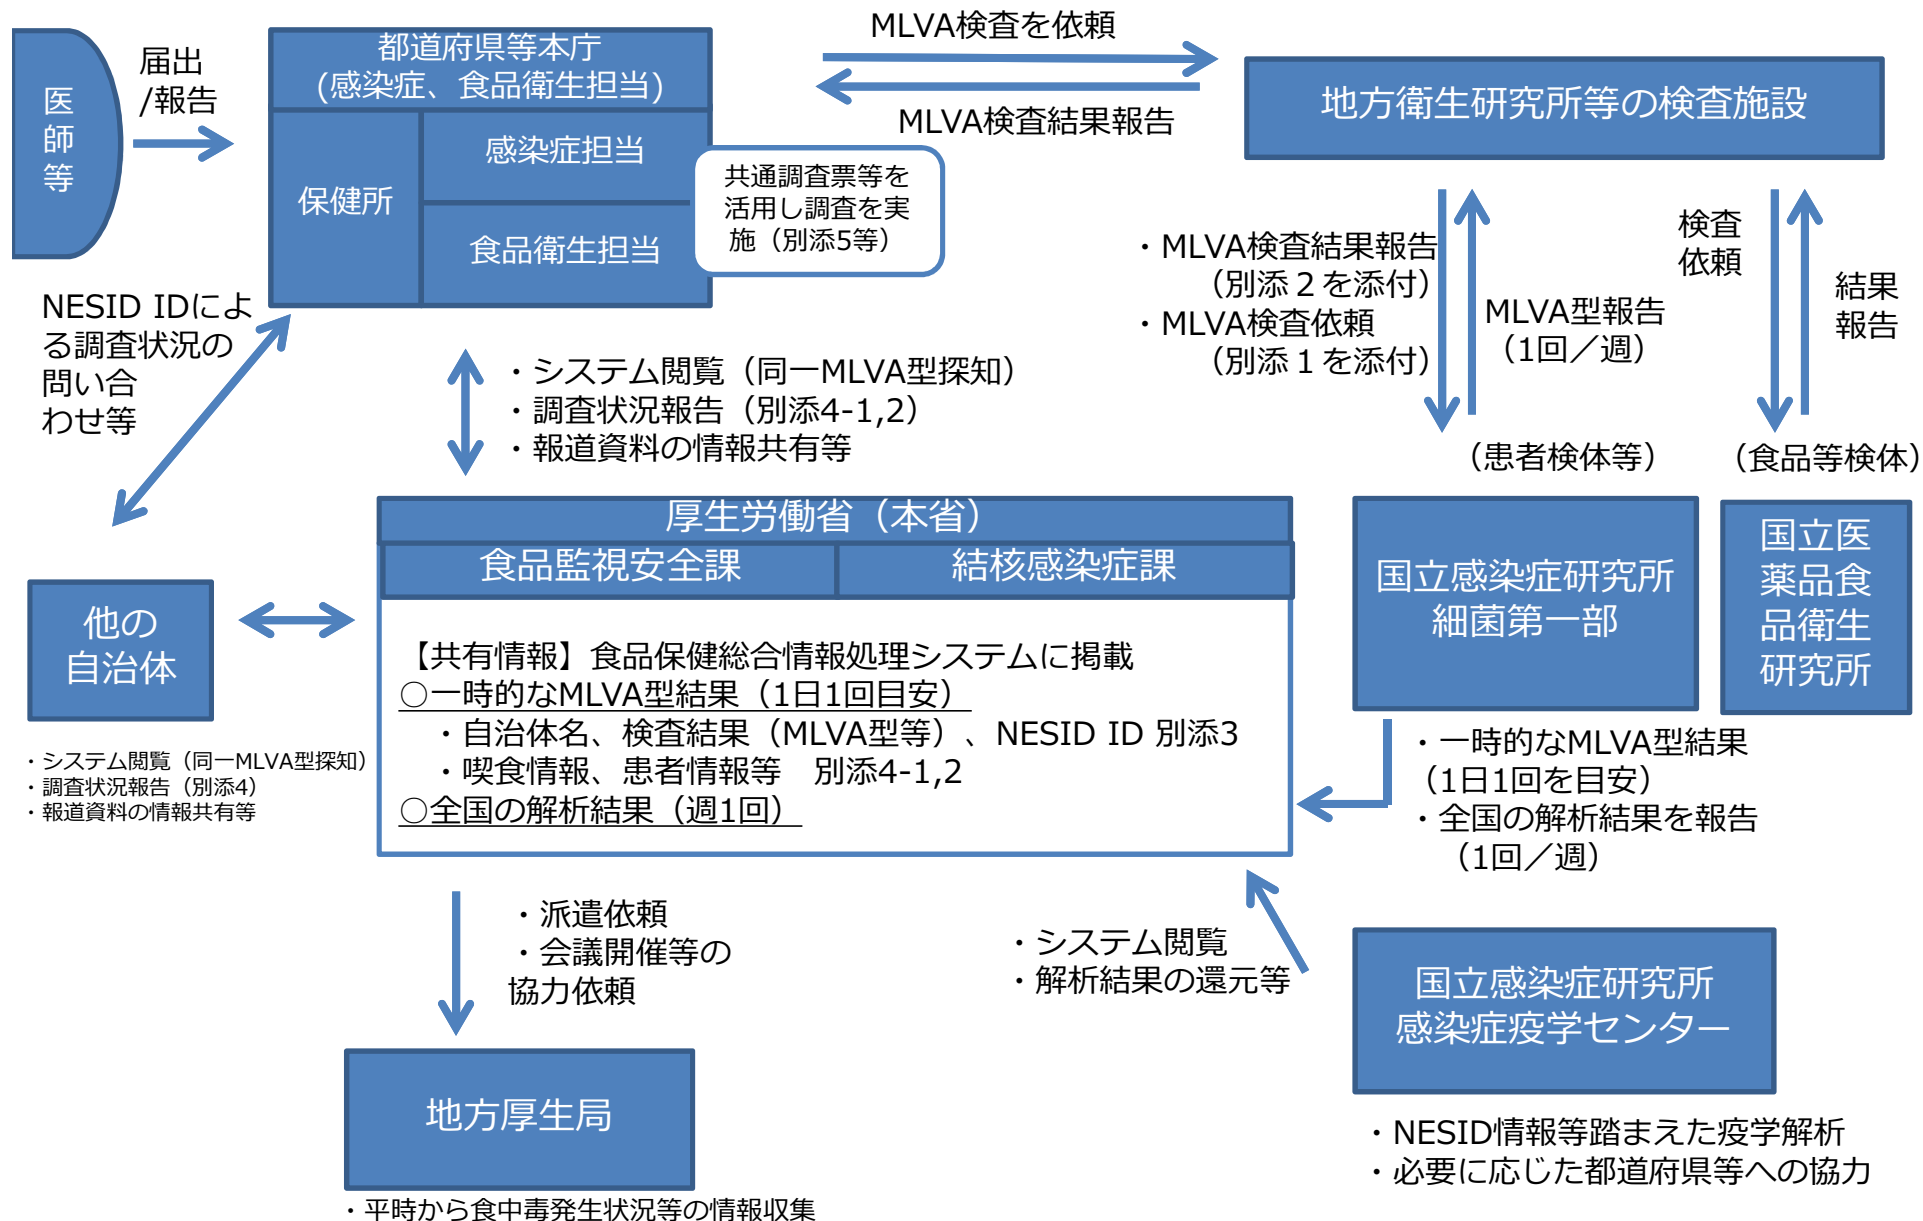 医
師
等
届出
/報告
都道府県等本庁
(感染症、食品衛生担当)
保健所
感染症担当
食品衛生担当
共通調査票等を
活用し調査を実
施（別添5等）
MLVA検査を依頼
MLVA検査結果報告
地方衛生研究所等の検査施設
・MLVA検査結果報告
（別添２を添付）
・MLVA検査依頼
（別添１を添付）
MLVA型報告
（1回／週）
検査
依頼
結果
報告
（患者検体等）
（食品等検体）
NESID IDによ
る調査状況の
問い合
わせ等
・システム閲覧（同一MLVA型探知）
・調査状況報告（別添4-1,2）
・報道資料の情報共有等
厚生労働省（本省）
食品監視安全課
結核感染症課
【共有情報】食品保健総合情報処理システムに掲載
○一時的なMLVA型結果（1日1回目安）
・自治体名、検査結果（MLVA型等）、NESID ID 別添3
・喫食情報、患者情報等　別添4-1,2
○全国の解析結果（週1回）
他の
自治体
・システム閲覧（同一MLVA型探知）
・調査状況報告（別添4）
・報道資料の情報共有等
国立感染症研究所
細菌第一部
国立医
薬品食
品衛生
研究所
・一時的なMLVA型結果
（1日1回を目安）
・全国の解析結果を報告
（1回／週）
・派遣依頼
・会議開催等の
協力依頼
・システム閲覧
・解析結果の還元等
国立感染症研究所
感染症疫学センター
・NESID情報等踏まえた疫学解析
・必要に応じた都道府県等への協力
地方厚生局
・平時から食中毒発生状況等の情報収集